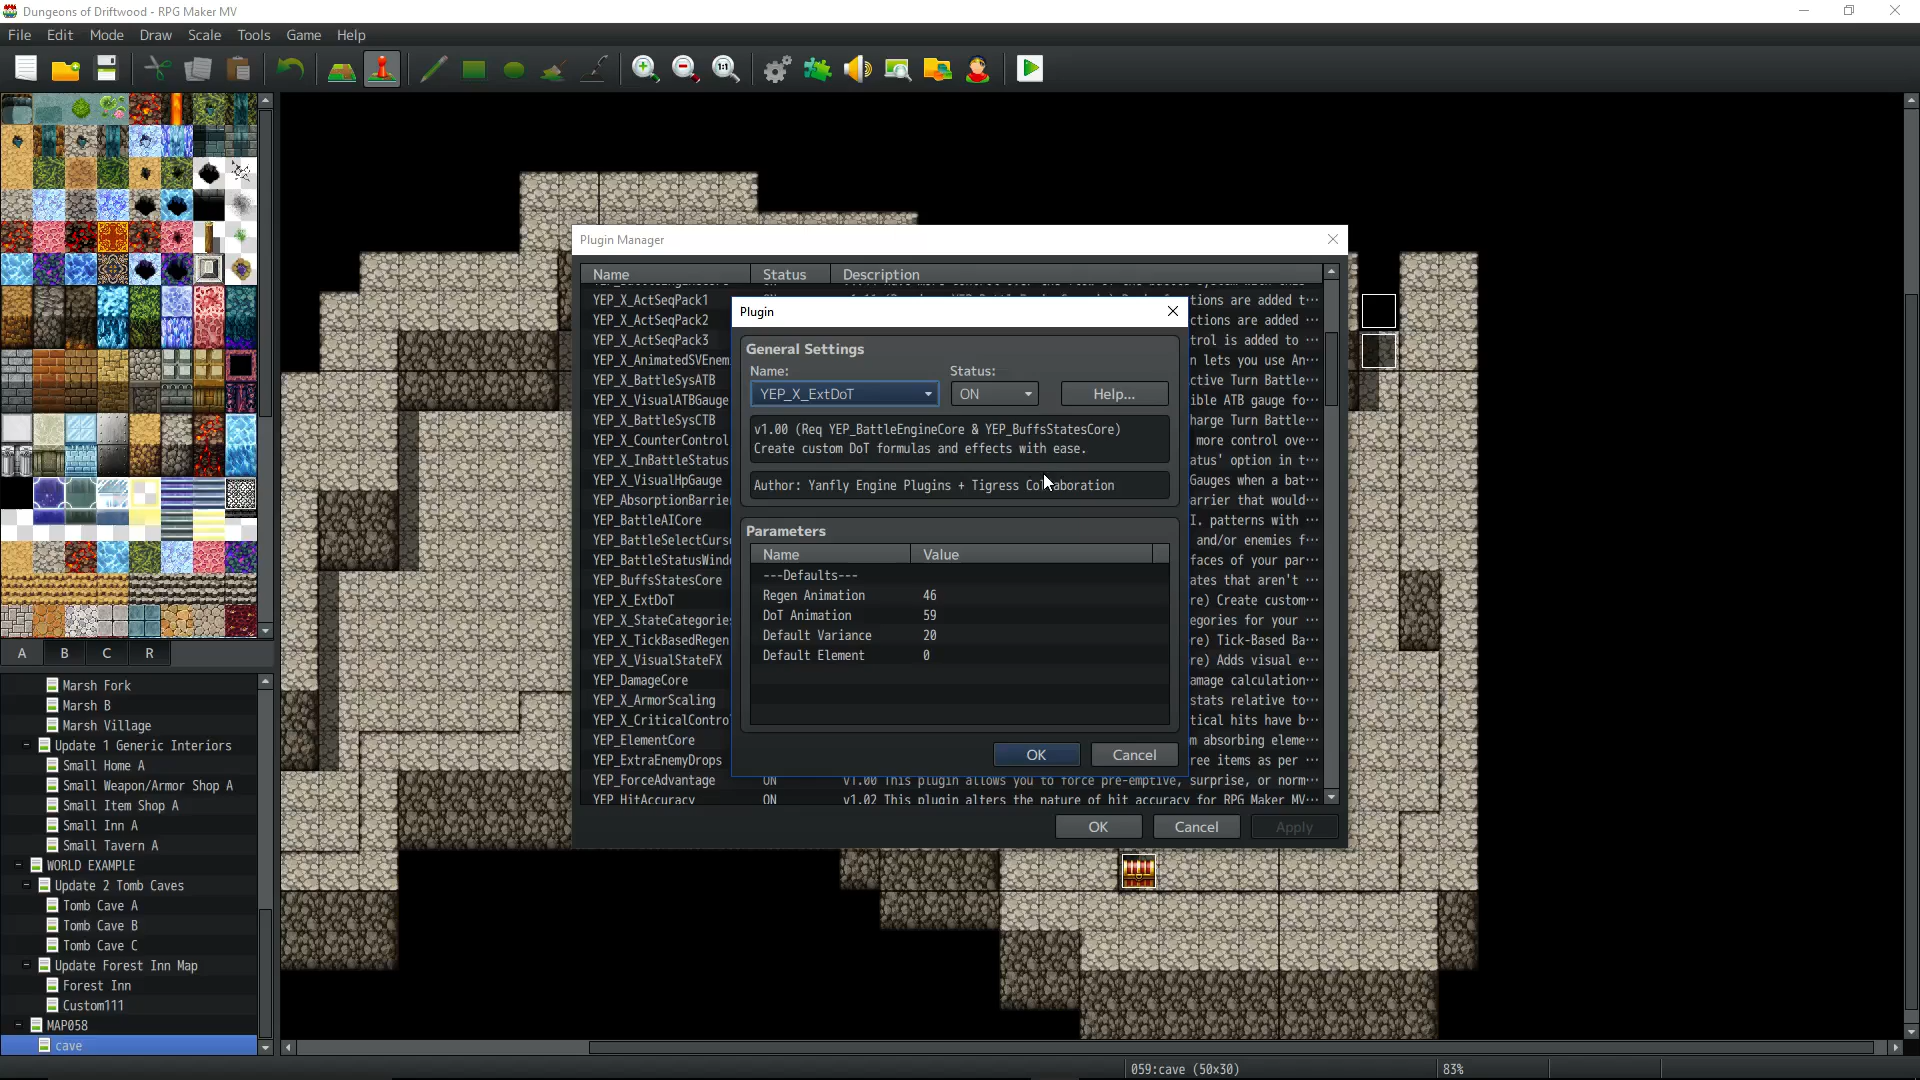 Dungeons of Driftwood - RPG Maker MV
File Edit Mode Draw Scale Tools Game Help
A B C R
Marsh Fork
Marsh B
Marsh Village
Update 1 Generic Interiors
Small Home A
Small Weapon/Armor Shop A
Small Item Shop A
Small Inn A
Small Tavern A
WORLD EXAMPLE
Update 2 Tomb Caves
Tomb Cave A
Tomb Cave B
Tomb Cave C
Update Forest Inn Map
Forest Inn
Custom111
MAP058
cave
Plugin Manager
Name Status Description
YEP_X_ActSeqPack1 tions are added t···
YEP_X_ActSeqPack2 ctions are added ···
YEP_X_ActSeqPack3 trol is added to ···
YEP_X_AnimatedSVEnem n lets you use An···
YEP_X_BattleSysATB ctive Turn Battle···
YEP_X_VisualATBGauge ible ATB gauge fo···
YEP_X_BattleSysCTB harge Turn Battle···
YEP_X_CounterControl more control ove···
YEP_X_InBattleStatus atus' option in t···
YEP_X_VisualHpGauge Gauges when a bat···
YEP_AbsorptionBarrie arrier that would···
YEP_BattleAICore I. patterns with ···
YEP_BattleSelectCurs and/or enemies f···
YEP_BattleStatusWind faces of your par···
YEP_BuffsStatesCore ates that aren't ···
YEP_X_ExtDoT re) Create custom···
YEP_X_StateCategorie egories for your ···
YEP_X_TickBasedRegen re) Tick-Based Ba···
YEP_X_VisualStateFX re) Adds visual e···
YEP_DamageCore amage calculation···
YEP_X_ArmorScaling stats relative to···
YEP_X_CriticalContro tical hits have b···
YEP_ElementCore m absorbing eleme···
YEP_ExtraEnemyDrops ree items as per ···
YEP_ForceAdvantage ON v1.00 This plugin allows you to force pre-emptive, surprise, or norm···
YEP_HitAccuracy ON v1.02 This plugin alters the nature of hit accuracy for RPG Maker MV···
OK Cancel Apply
Plugin
General Settings
Name: Status:
YEP_X_ExtDoT ON Help...
v1.00 (Req YEP_BattleEngineCore & YEP_BuffsStatesCore)
Create custom DoT formulas and effects with ease.
Author: Yanfly Engine Plugins + Tigress Collaboration
Parameters
Name Value
---Defaults---
Regen Animation 46
DoT Animation 59
Default Variance 20
Default Element 0
OK Cancel
059:cave (50x30) 83%